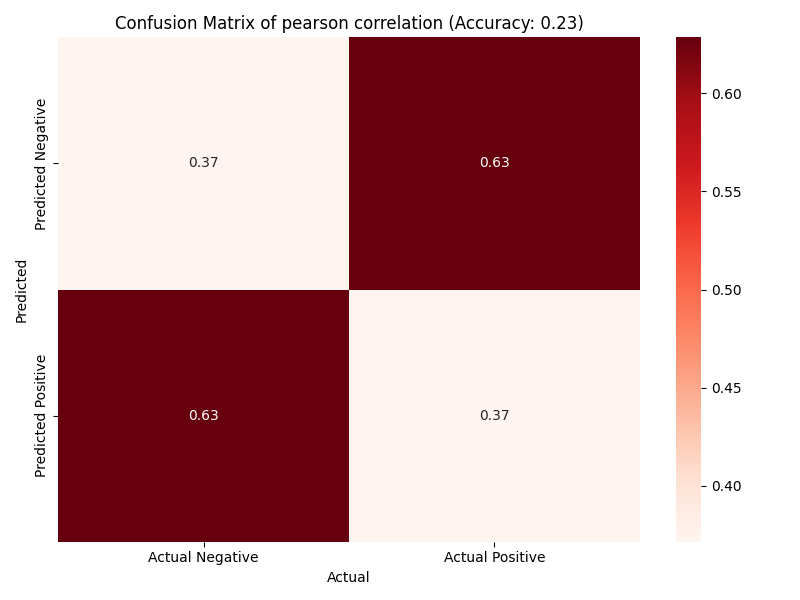 Confusion Matrix of pearson correlation (Accuracy: 0.23)
Predicted
Predicted Negative
Predicted Positive
0.37
0.63
0.63
0.37
Actual Negative
Actual Positive
Actual
0.60
0.55
0.50
0.45
0.40